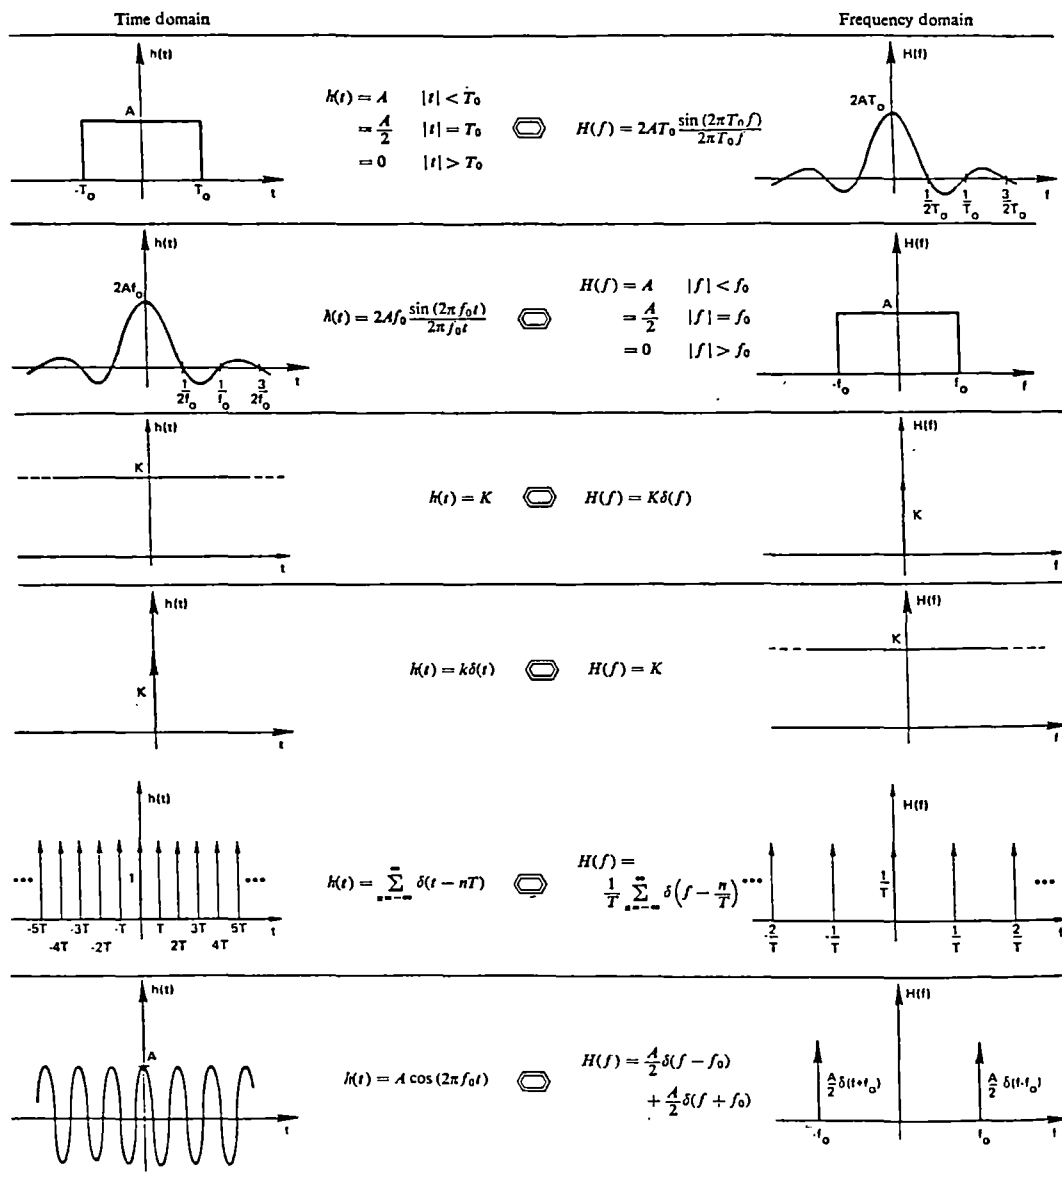 Time domain
Frequency domain
h(t)
A
-T₀ T₀ t
h(t) = A |t| < T₀
= A/2 |t| = T₀
= 0 |t| > T₀
H(f) = 2AT₀ sin (2πT₀f)/2πT₀f
H(f)
2AT₀
1/2T₀ 1/T₀ 3/2T₀ f
h(t)
2Af₀
1/2f₀ 1/f₀ 3/2f₀ t
h(t) = 2Af₀ sin (2πf₀t)/2πf₀t
H(f) = A |f| < f₀
= A/2 |f| = f₀
= 0 |f| > f₀
H(f)
A
-f₀ f₀ f
h(t)
K
t
h(t) = K
H(f) = Kδ(f)
H(f)
K
f
h(t)
K
t
h(t) = kδ(t)
H(f) = K
H(f)
K
f
h(t)
1
... ...
-5T -3T -T T 3T 5T t
-4T -2T 2T 4T
h(t) = ∞ Σ n=-∞ δ(t − nT)
H(f) =
1/T ∞ Σ n=-∞ δ(f − n/T)
H(f)
... 1/T ...
-2/T -1/T 1/T 2/T f
h(t)
A
t
h(t) = A cos (2πf₀t)
H(f) = A/2 δ(f − f₀)
+ A/2 δ(f + f₀)
H(f)
A/2 δ(f+f₀) A/2 δ(f-f₀)
-f₀ f₀ f